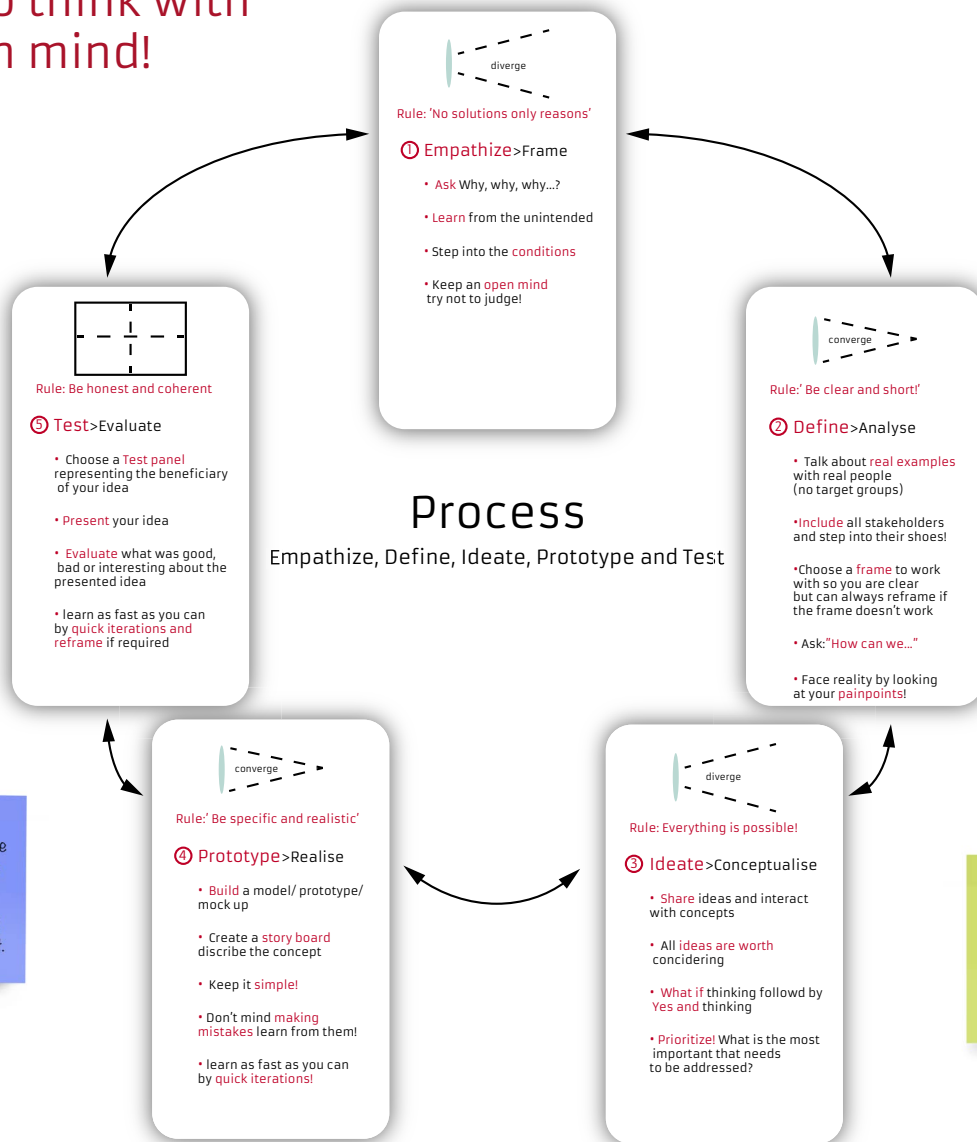 think with
mind!
diverge
Rule: 'No solutions only reasons'
1 Empathize>Frame
• Ask Why, why, why...?
• Learn from the unintended
• Step into the conditions
• Keep an open mind
try not to judge!
converge
Rule:' Be clear and short!'
2 Define>Analyse
• Talk about real examples
with real people
(no target groups)
•Include all stakeholders
and step into their shoes!
•Choose a frame to work
with so you are clear
but can always reframe if
the frame doesn't work
• Ask:"How can we..."
• Face reality by looking
at your painpoints!
Rule: Be honest and coherent
5 Test>Evaluate
• Choose a Test panel
representing the beneficiary
of your idea
• Present your idea
• Evaluate what was good,
bad or interesting about the
presented idea
• learn as fast as you can
by quick iterations and
reframe if required
Process
Empathize, Define, Ideate, Prototype and Test
converge
Rule:' Be specific and realistic'
4 Prototype>Realise
• Build a model/ prototype/
mock up
• Create a story board
discribe the concept
• Keep it simple!
• Don't mind making
mistakes learn from them!
• learn as fast as you can
by quick iterations!
diverge
Rule: Everything is possible!
3 Ideate>Conceptualise
• Share ideas and interact
with concepts
• All ideas are worth
concidering
• What if thinking followd by
Yes and thinking
• Prioritize! What is the most
important that needs
to be addressed?